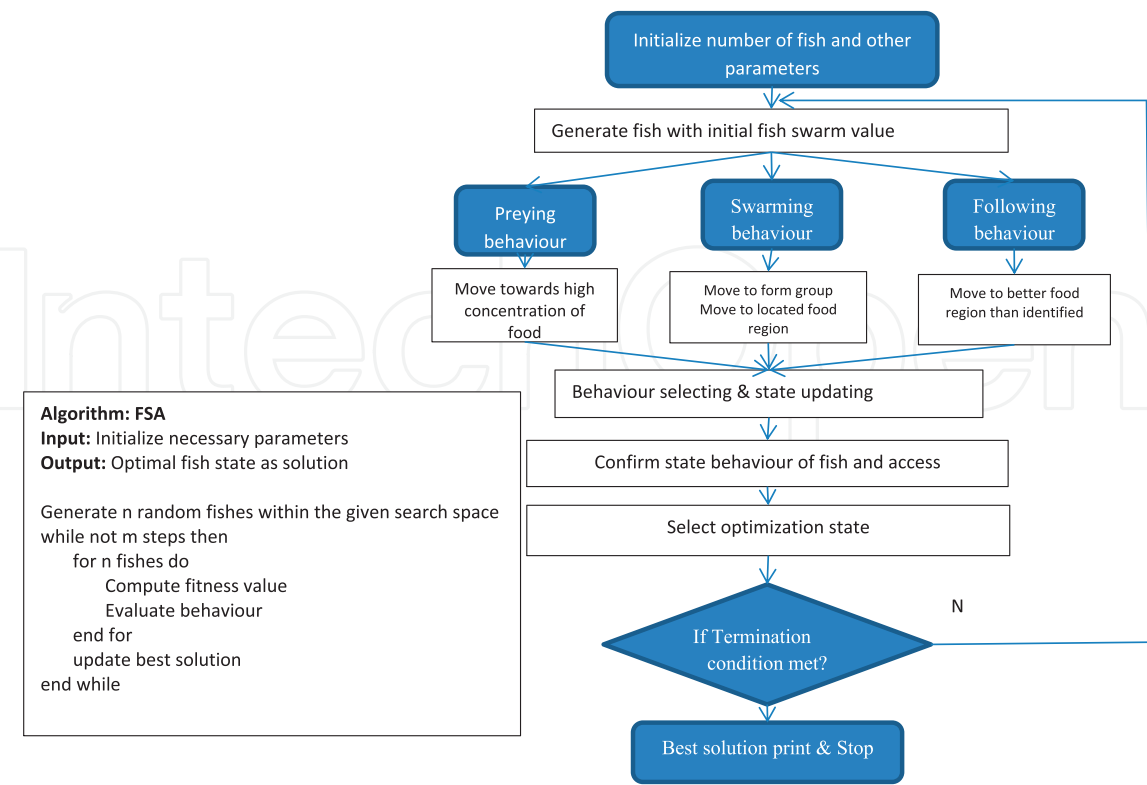 Initialize number of fish and other
parameters
Generate fish with initial fish swarm value
Preying
behaviour
Swarming
behaviour
Following
behaviour
Move towards high
concentration of
food
Move to form group
Move to located food
region
Move to better food
region than identified
Behaviour selecting & state updating
Confirm state behaviour of fish and access
Select optimization state
If Termination
condition met?
N
Best solution print & Stop
Algorithm: FSA
Input: Initialize necessary parameters
Output: Optimal fish state as solution
Generate n random fishes within the given search space
while not m steps then
for n fishes do
Compute fitness value
Evaluate behaviour
end for
update best solution
end while
IntechOpen